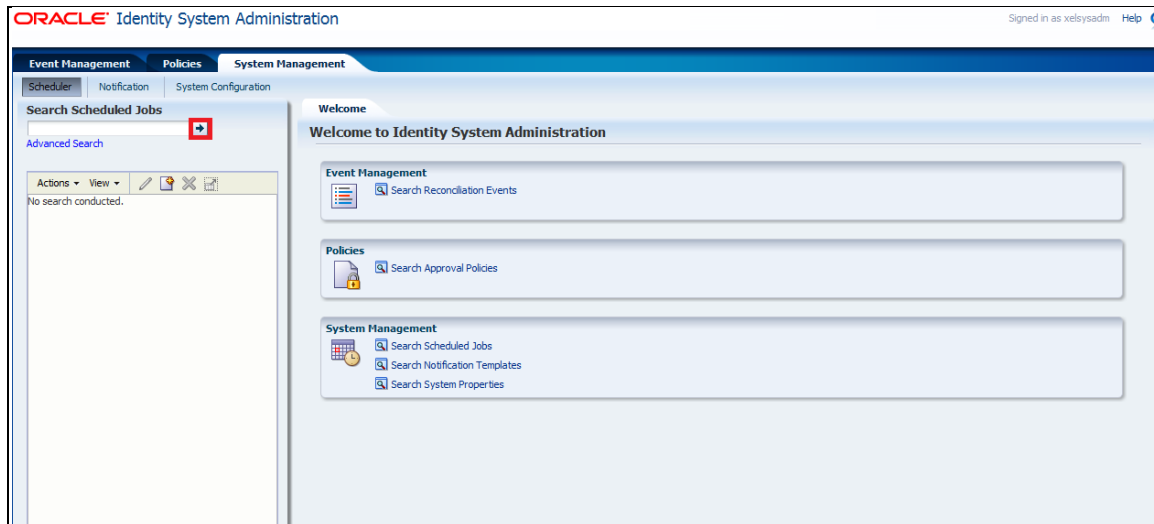 ORACLE Identity System Administration
Signed in as xelsysadm Help
Event Management Policies System Management
Scheduler Notification System Configuration
Search Scheduled Jobs
Advanced Search
Actions View
No search conducted.
Welcome
Welcome to Identity System Administration
Event Management
Search Reconciliation Events
Policies
Search Approval Policies
System Management
Search Scheduled Jobs
Search Notification Templates
Search System Properties